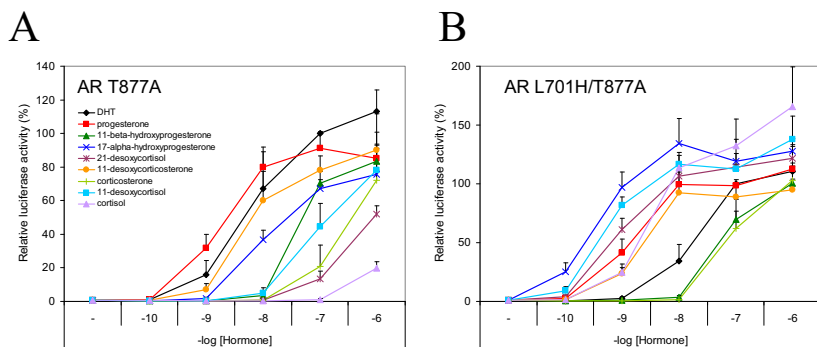 A
B
Relative luciferase activity (%)
140
120
100
80
60
40
20
0
AR T877A
DHT
progesterone
11-beta-hydroxyprogesterone
17-alpha-hydroxyprogesterone
21-desoxycortisol
11-desoxycorticosterone
corticosterone
11-desoxycortisol
cortisol
- -10 -9 -8 -7 -6
-log [Hormone]
Relative luciferase activity (%)
200
150
100
50
0
AR L701H/T877A
- -10 -9 -8 -7 -6
-log [Hormone]